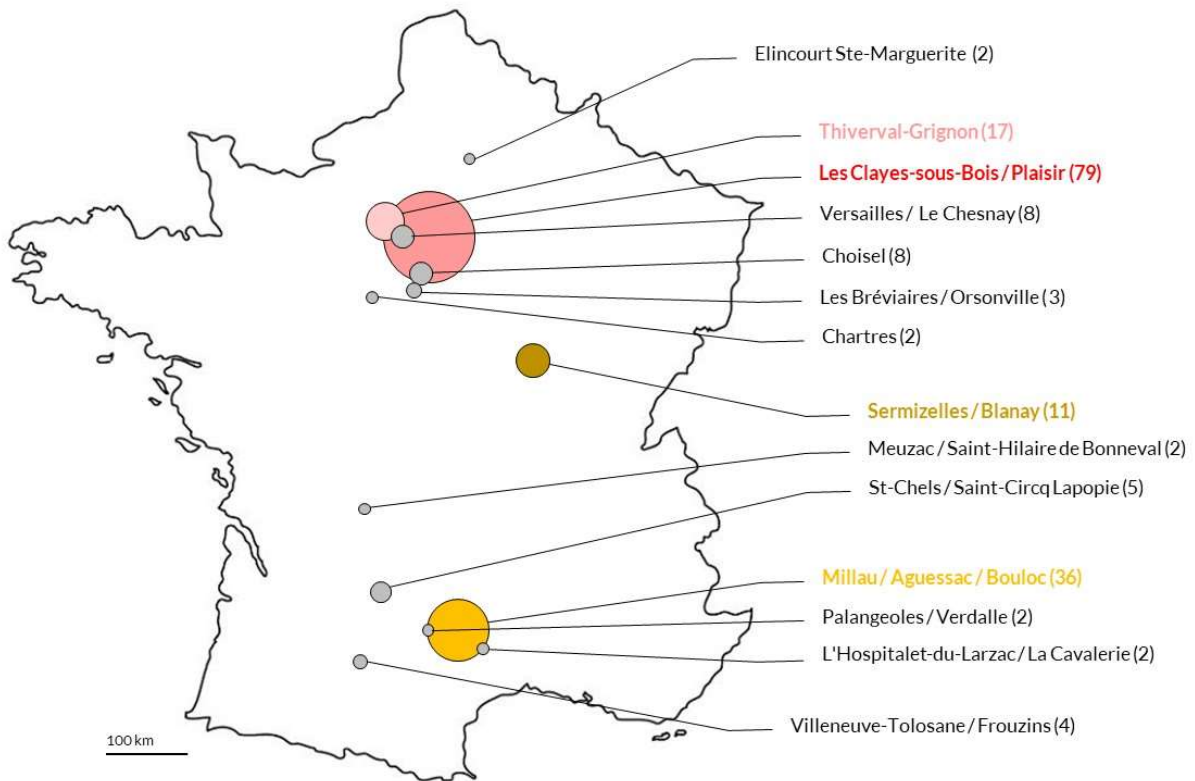 Elincourt Ste-Marguerite (2)
Thiverval-Grignon (17)
Les Clayes-sous-Bois / Plaisir (79)
Versailles / Le Chesnay (8)
Choisel (8)
Les Bréviaires / Orsonville (3)
Chartres (2)
Sermizelles / Blanay (11)
Meuzac / Saint-Hilaire de Bonneval (2)
St-Chels / Saint-Circq Lapopie (5)
Millau / Aguessac / Bouloc (36)
Palangeoles / Verdalle (2)
L'Hospitalet-du-Larzac / La Cavalerie (2)
Villeneuve-Tolosane / Frouzins (4)
100 km